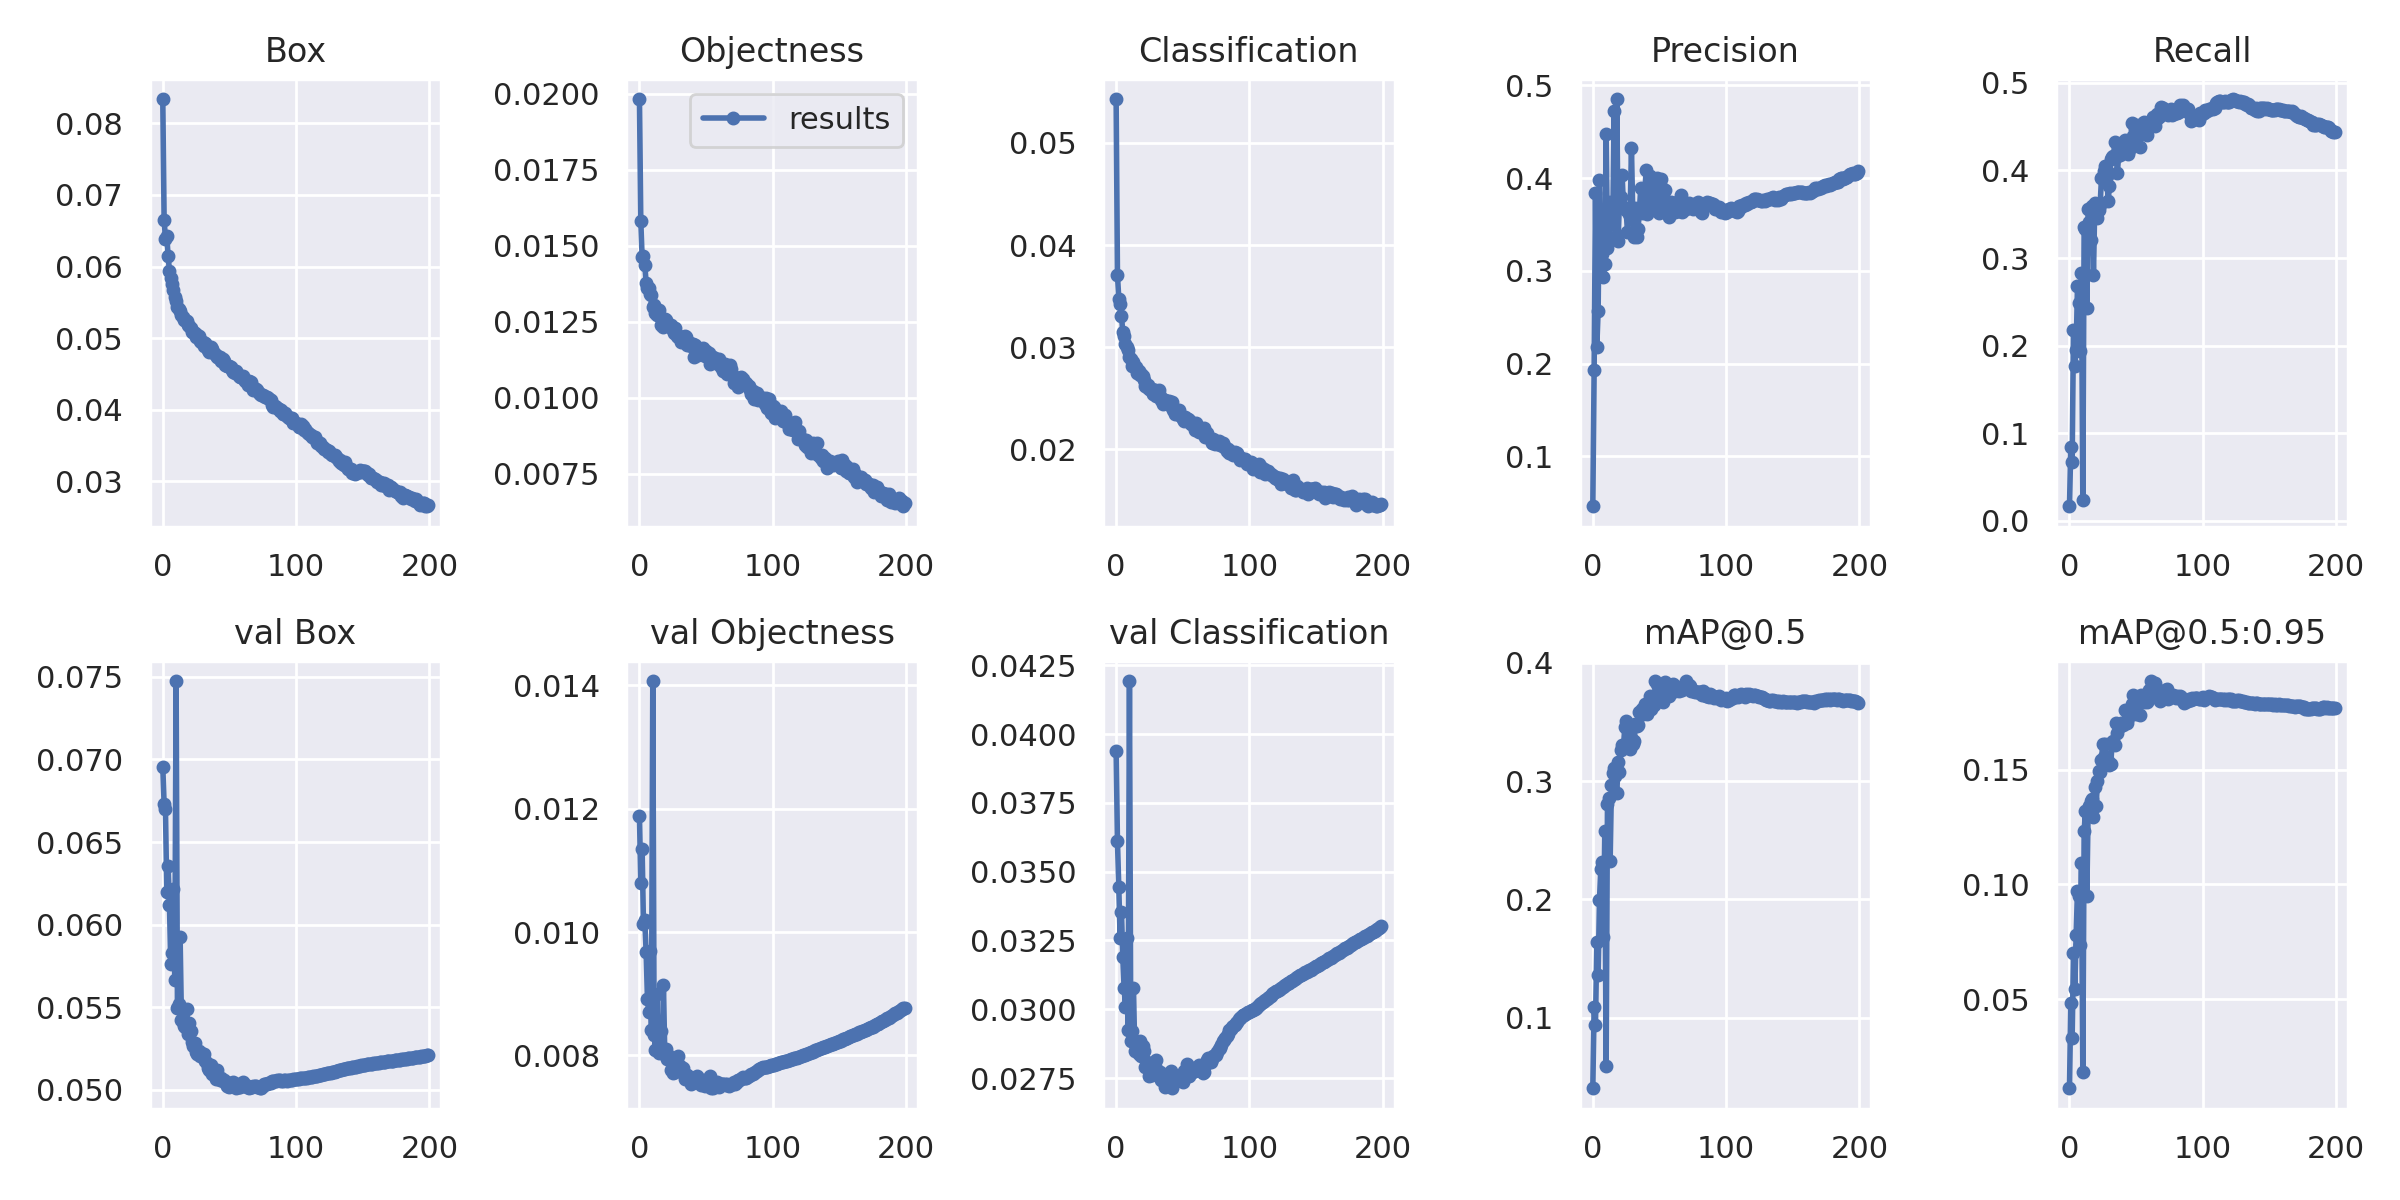 Box
Objectness
Classification
Precision
Recall
0.08
0.07
0.06
0.05
0.04
0.03
0 100 200
0.0200
0.0175
0.0150
0.0125
0.0100
0.0075
results
0 100 200
0.05
0.04
0.03
0.02
0 100 200
0.5
0.4
0.3
0.2
0.1
0 100 200
0.5
0.4
0.3
0.2
0.1
0.0
0 100 200
val Box
val Objectness
val Classification
mAP@0.5
mAP@0.5:0.95
0.075
0.070
0.065
0.060
0.055
0.050
0 100 200
0.014
0.012
0.010
0.008
0 100 200
0.0425
0.0400
0.0375
0.0350
0.0325
0.0300
0.0275
0 100 200
0.4
0.3
0.2
0.1
0 100 200
0.15
0.10
0.05
0 100 200